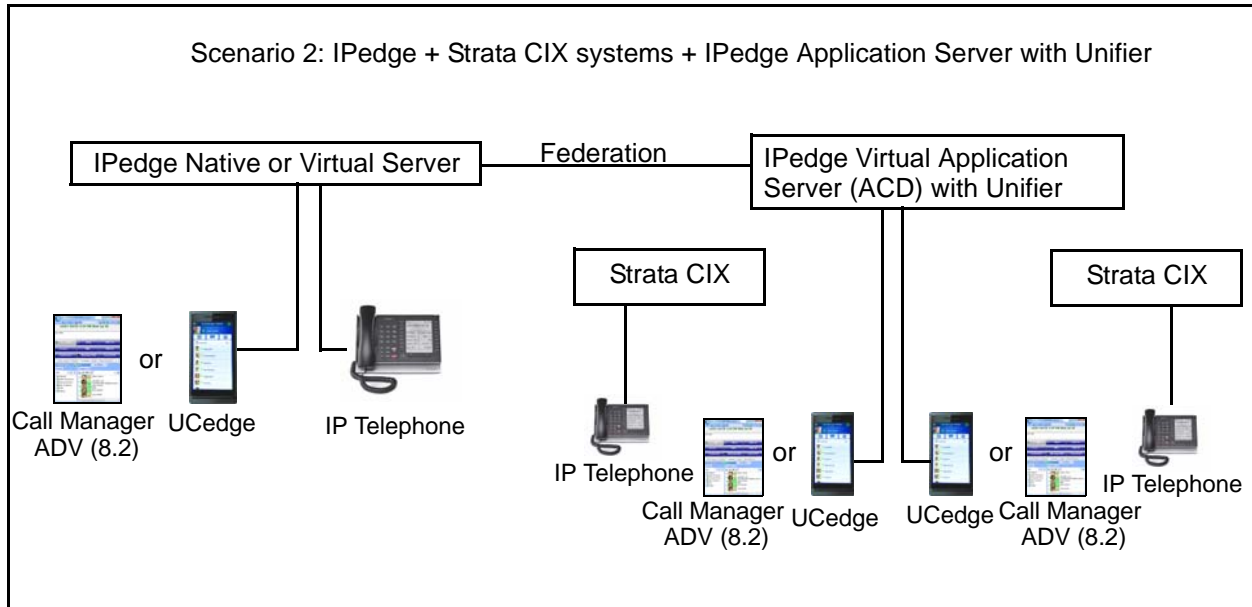 Scenario 2: IPedge + Strata CIX systems + IPedge Application Server with Unifier
IPedge Native or Virtual Server
Federation
IPedge Virtual Application
Server (ACD) with Unifier
Strata CIX
Strata CIX
or
Call Manager
ADV (8.2)
UCedge
IP Telephone
IP Telephone
or
Call Manager
ADV (8.2)
UCedge
or
UCedge
Call Manager
ADV (8.2)
IP Telephone